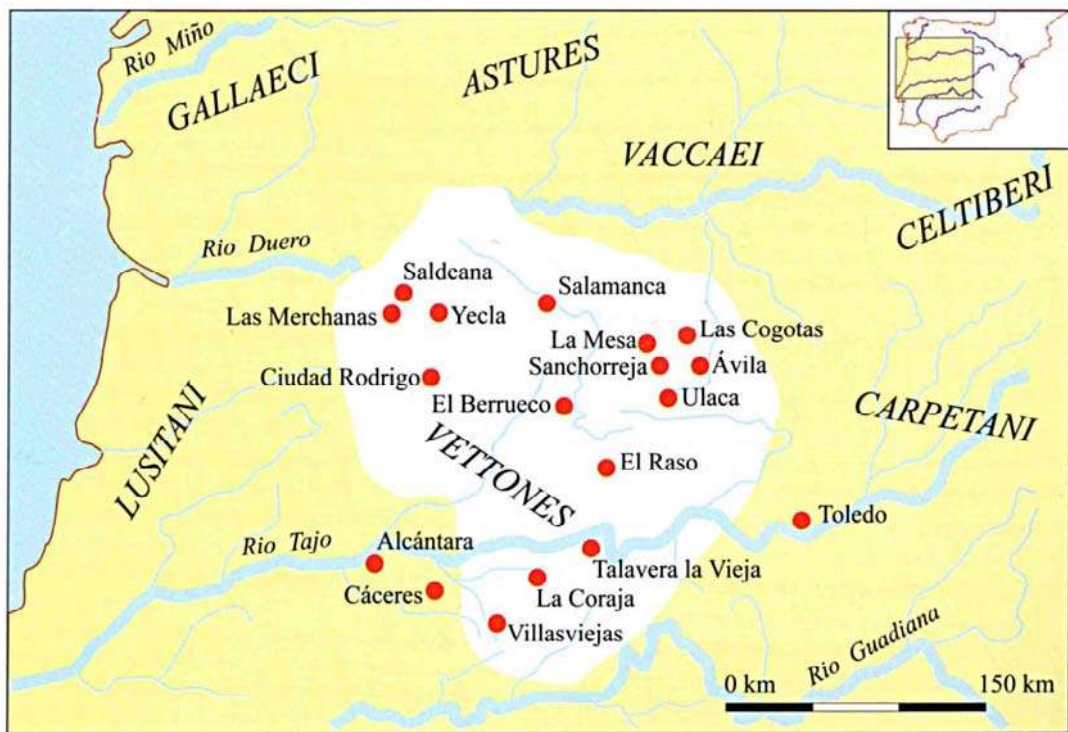 Rio Miño
GALLAECI
ASTURES
VACCAEI
CELTIBERI
Rio Duero
Saldeana
Salamanca
Las Merchanas
Yecla
La Mesa
Las Cogotas
Sanchorreja
Ávila
Ciudad Rodrigo
El Berrueco
Ulaca
CARPETANI
LUSITANI
VETTONES
El Raso
Toledo
Rio Tajo
Alcántara
Talavera la Vieja
Cáceres
La Coraja
Villasviejas
Rio Guadiana
0 km
150 km